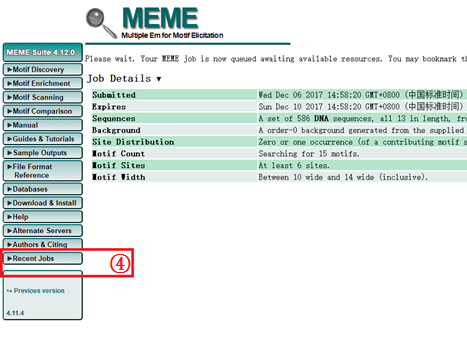 MEME
Multiple Em for Motif Elicitation
MEME Suite 4.12.0
▶Motif Discovery
▶Motif Enrichment
▶Motif Scanning
▶Motif Comparison
▶Manual
▶Guides & Tutorials
▶Sample Outputs
▶File Format
Reference
▶Databases
▶Download & Install
▶Help
▶Alternate Servers
▶Authors & Citing
▶Recent Jobs
④
↪ Previous version
4.11.4
Please wait. Your MEME job is now queued awaiting available resources. You may bookmark th
Job Details ▼
Submitted Wed Dec 06 2017 14:58:20 GMT+0800 (中国标准时间)
Expires Sun Dec 10 2017 14:58:20 GMT+0800 (中国标准时间)
Sequences A set of 586 DNA sequences, all 13 in length, fro
Background A order-0 background generated from the supplied
Site Distribution Zero or one occurrence (of a contributing motif s
Motif Count Searching for 15 motifs.
Motif Sites At least 6 sites.
Motif Width Between 10 wide and 14 wide (inclusive).